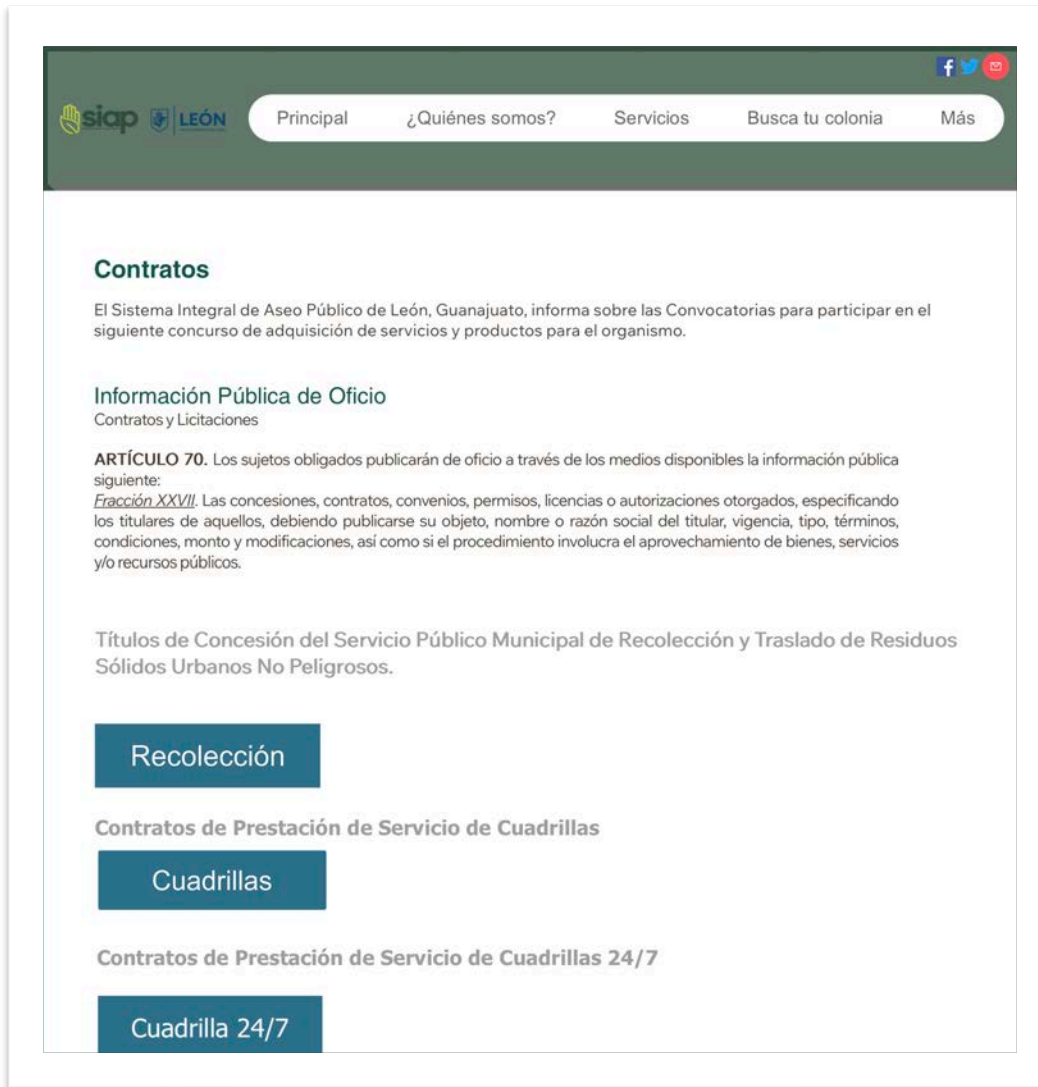 siap LEÓN Principal ¿Quiénes somos? Servicios Busca tu colonia Más
Contratos
El Sistema Integral de Aseo Público de León, Guanajuato, informa sobre las Convocatorias para participar en el
siguiente concurso de adquisición de servicios y productos para el organismo.
Información Pública de Oficio
Contratos y Licitaciones
ARTÍCULO 70. Los sujetos obligados publicarán de oficio a través de los medios disponibles la información pública
siguiente:
Fracción XXVII. Las concesiones, contratos, convenios, permisos, licencias o autorizaciones otorgados, especificando
los titulares de aquellos, debiendo publicarse su objeto, nombre o razón social del titular, vigencia, tipo, términos,
condiciones, monto y modificaciones, así como si el procedimiento involucra el aprovechamiento de bienes, servicios
y/o recursos públicos.
Títulos de Concesión del Servicio Público Municipal de Recolección y Traslado de Residuos
Sólidos Urbanos No Peligrosos.
Recolección
Contratos de Prestación de Servicio de Cuadrillas
Cuadrillas
Contratos de Prestación de Servicio de Cuadrillas 24/7
Cuadrilla 24/7